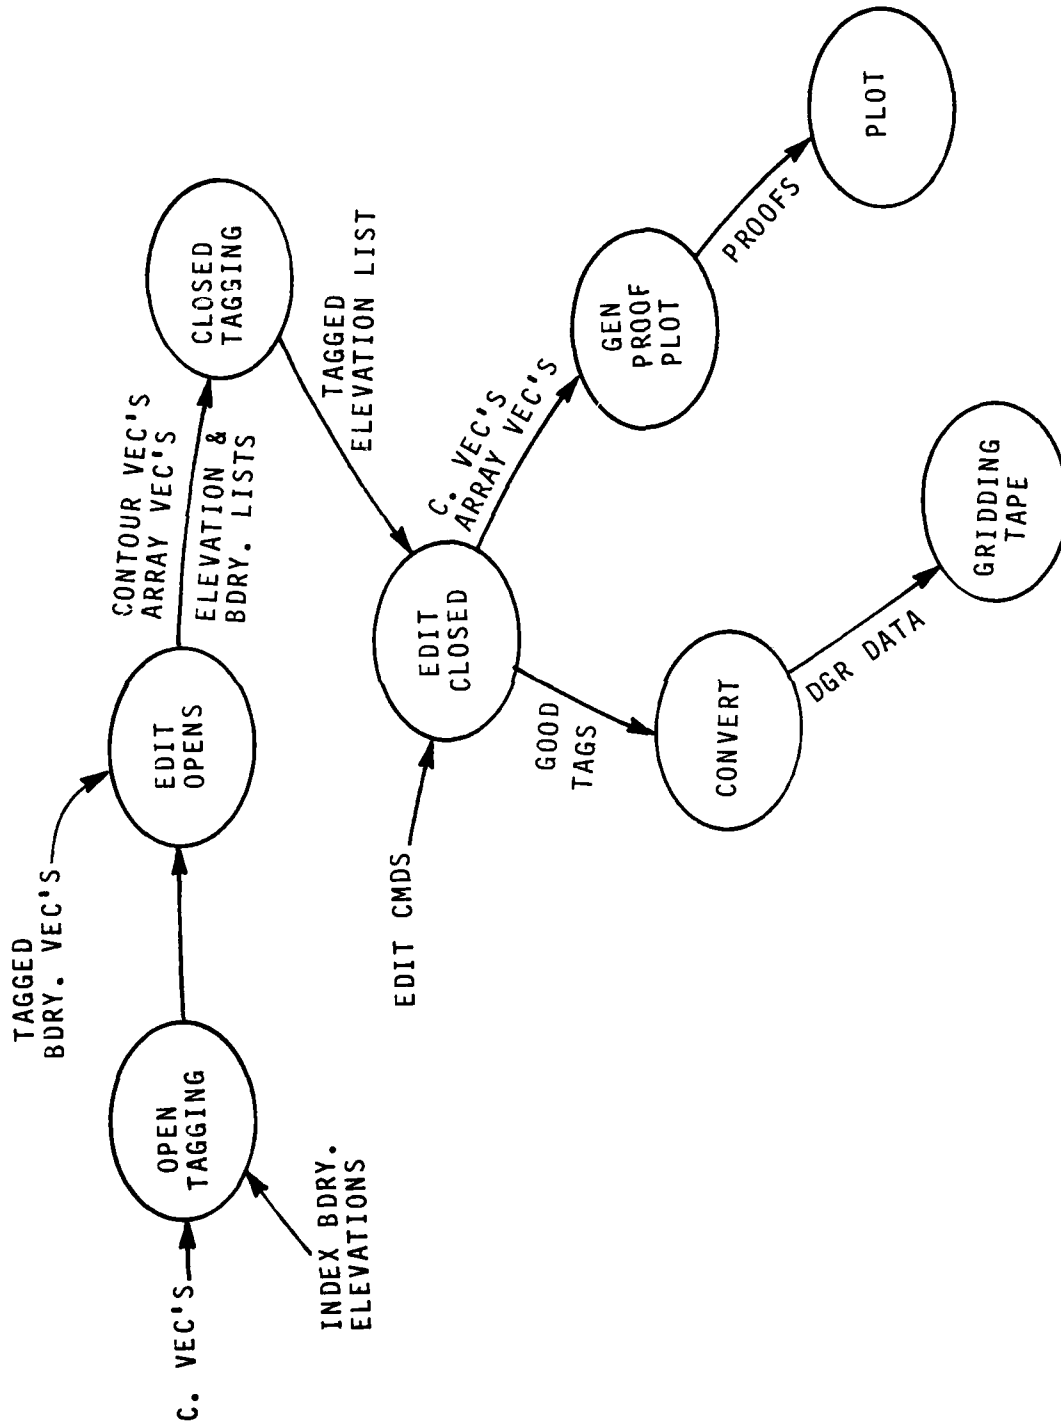 C. VEC'S
INDEX BDRY.
ELEVATIONS
OPEN
TAGGING
TAGGED
BDRY. VEC'S
EDIT
OPENS
CONTOUR VEC'S
ARRAY VEC'S
ELEVATION &
BDRY. LISTS
CLOSED
TAGGING
TAGGED
ELEVATION LIST
EDIT CMDS
EDIT
CLOSED
C. VEC'S
ARRAY VEC'S
GEN
PROOF
PLOT
PROOFS
PLOT
GOOD
TAGS
CONVERT
DGR DATA
GRIDDING
TAPE